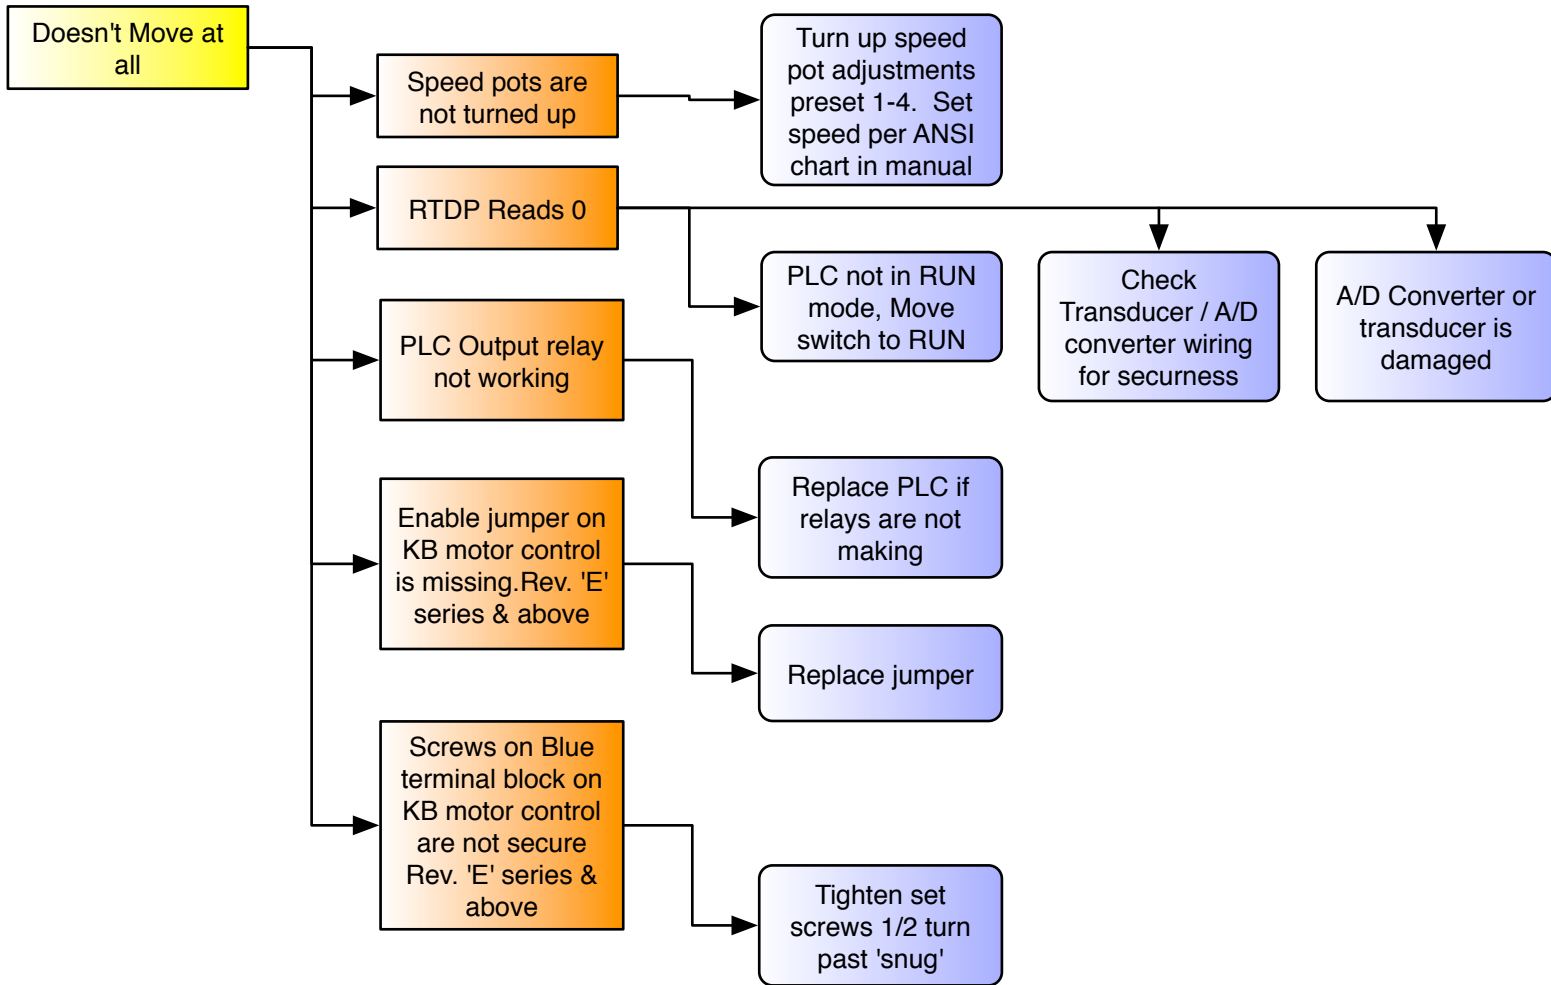 Doesn't Move at
all
Speed pots are
not turned up
Turn up speed
pot adjustments
preset 1-4.  Set
speed per ANSI
chart in manual
RTDP Reads 0
PLC not in RUN
mode, Move
switch to RUN
Check
Transducer / A/D
converter wiring
for securness
A/D Converter or
transducer is
damaged
PLC Output relay
not working
Replace PLC if
relays are not
making
Enable jumper on
KB motor control
is missing.Rev. 'E'
series & above
Replace jumper
Screws on Blue
terminal block on
KB motor control
are not secure
Rev. 'E' series &
above
Tighten set
screws 1/2 turn
past 'snug'